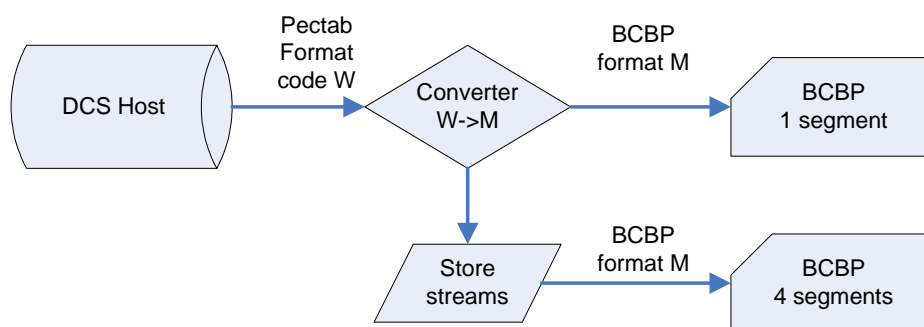 Pectab
Format
code W
BCBP
format M
DCS Host
Converter
W->M
BCBP
1 segment
BCBP
format M
Store
streams
BCBP
4 segments